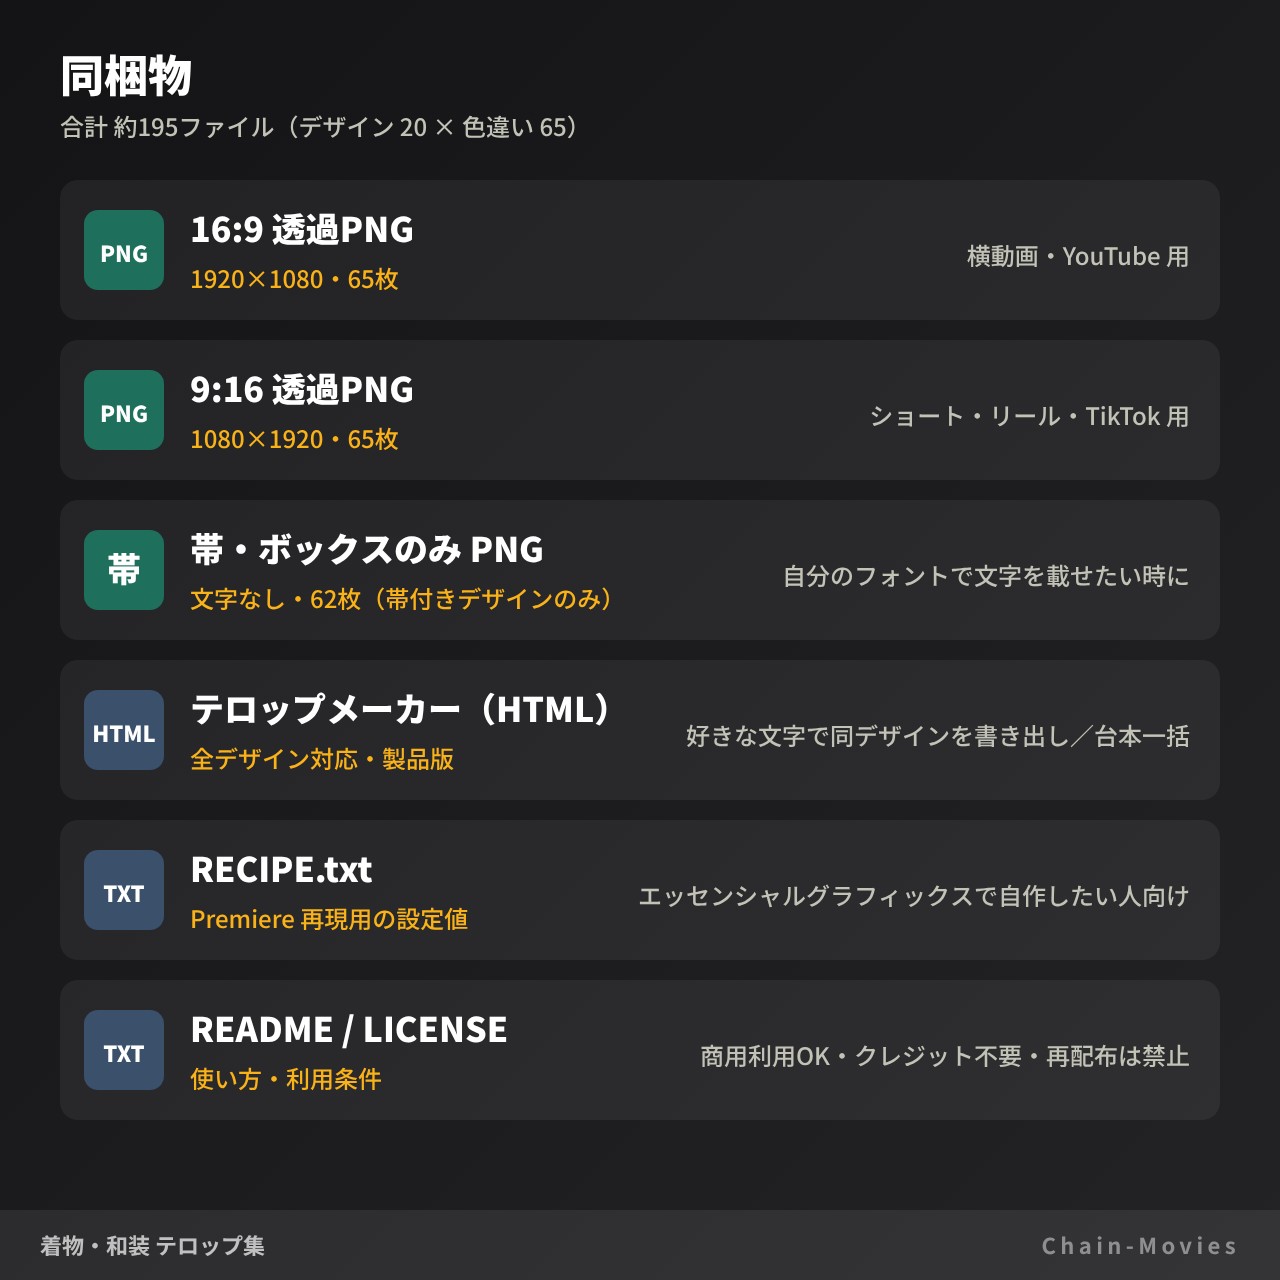 同梱物
合計 約195ファイル（デザイン 20 × 色違い 65）
PNG
16:9 透過PNG
1920×1080・65枚
横動画・YouTube 用
PNG
9:16 透過PNG
1080×1920・65枚
ショート・リール・TikTok 用
帯
帯・ボックスのみ PNG
文字なし・62枚（帯付きデザインのみ）
自分のフォントで文字を載せたい時に
HTML
テロップメーカー（HTML）
全デザイン対応・製品版
好きな文字で同デザインを書き出し／台本一括
TXT
RECIPE.txt
Premiere 再現用の設定値
エッセンシャルグラフィックスで自作したい人向け
TXT
README / LICENSE
使い方・利用条件
商用利用OK・クレジット不要・再配布は禁止
着物・和装 テロップ集
Chain-Movies